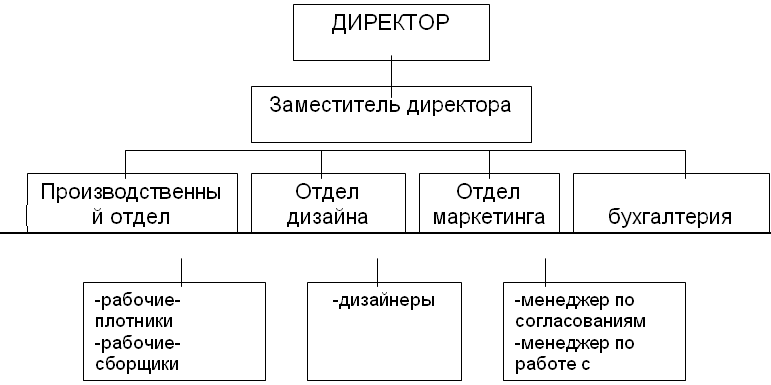 ДИРЕКТОР
Заместитель директора
Производственны
й отдел
Отдел
дизайна
Отдел
маркетинга
бухгалтерия
-рабочие-
плотники
-рабочие-
сборщики
-дизайнеры
-менеджер по
согласованиям
-менеджер по
работе с